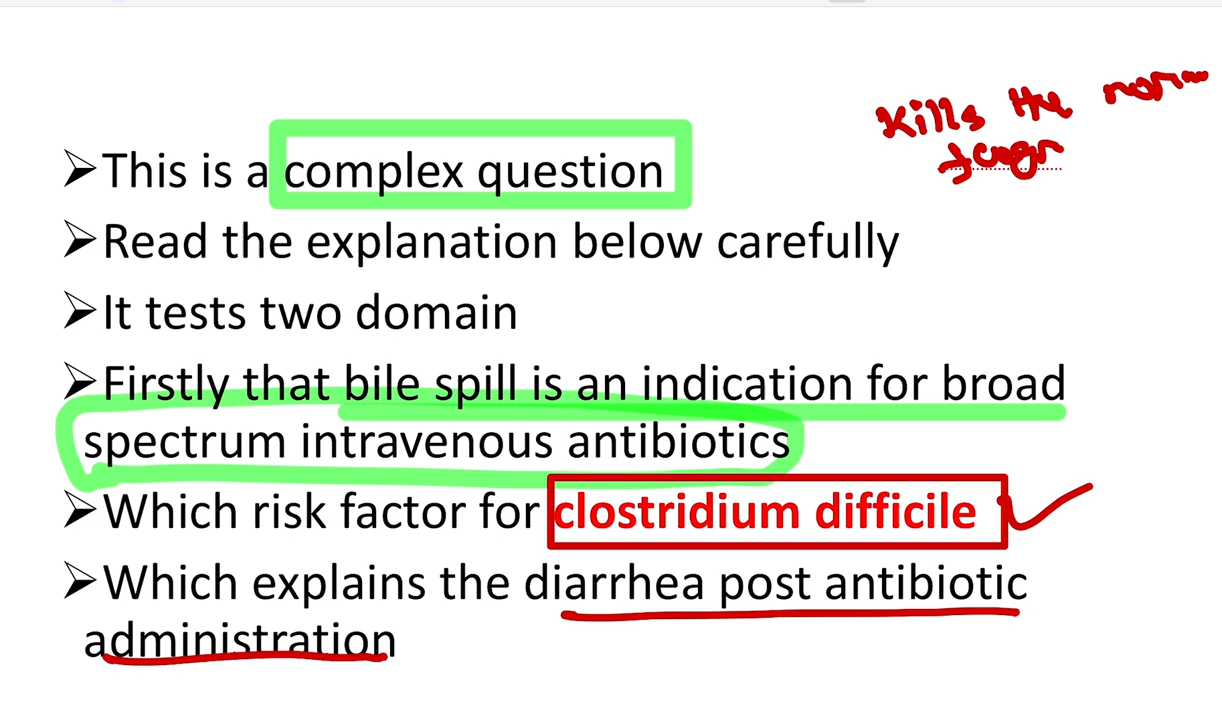 Kills the
➤This is a complex question
➤Read the explanation below carefully
➤It tests two domain
➤Firstly that bile spill is an indication for broad
spectrum intravenous antibiotics
➤Which risk factor for clostridium difficile
➤Which explains the diarrhea post antibiotic
administration